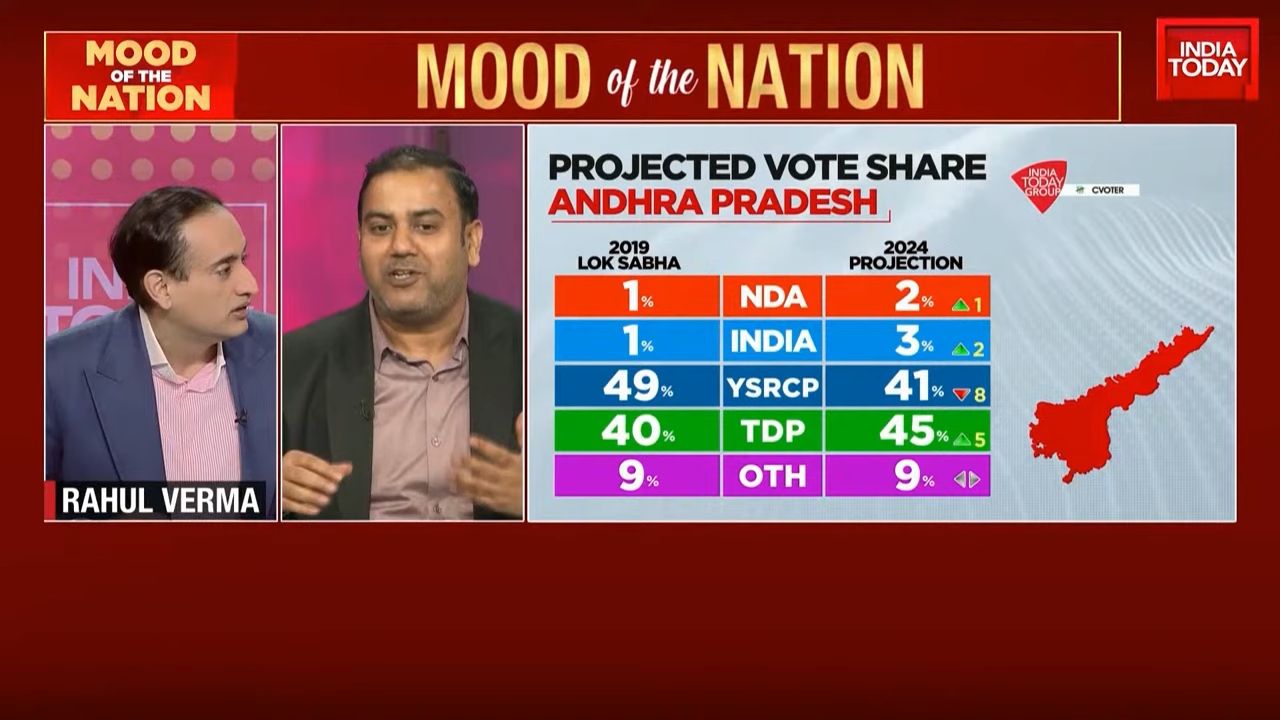 MOOD
OF THE
NATION
MOOD of the NATION
INDIA
TODAY
IN
TO
RAHUL VERMA
PROJECTED VOTE SHARE
ANDHRA PRADESH
INDIA
TODAY
GROUP
CVOTER
2019
LOK SABHA
2024
PROJECTION
1% NDA 2% 1
1% INDIA 3% 2
49% YSRCP 41% 8
40% TDP 45% 5
9% OTH 9%